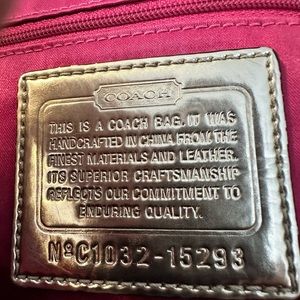 COACH
THIS IS A COACH BAG. IT WAS
HANDCRAFTED IN CHINA FROM THE
FINEST MATERIALS AND LEATHER.
ITS SUPERIOR CRAFTSMANSHIP
REFLECTS OUR COMMITMENT TO
ENDURING QUALITY.
NºC1032-15293